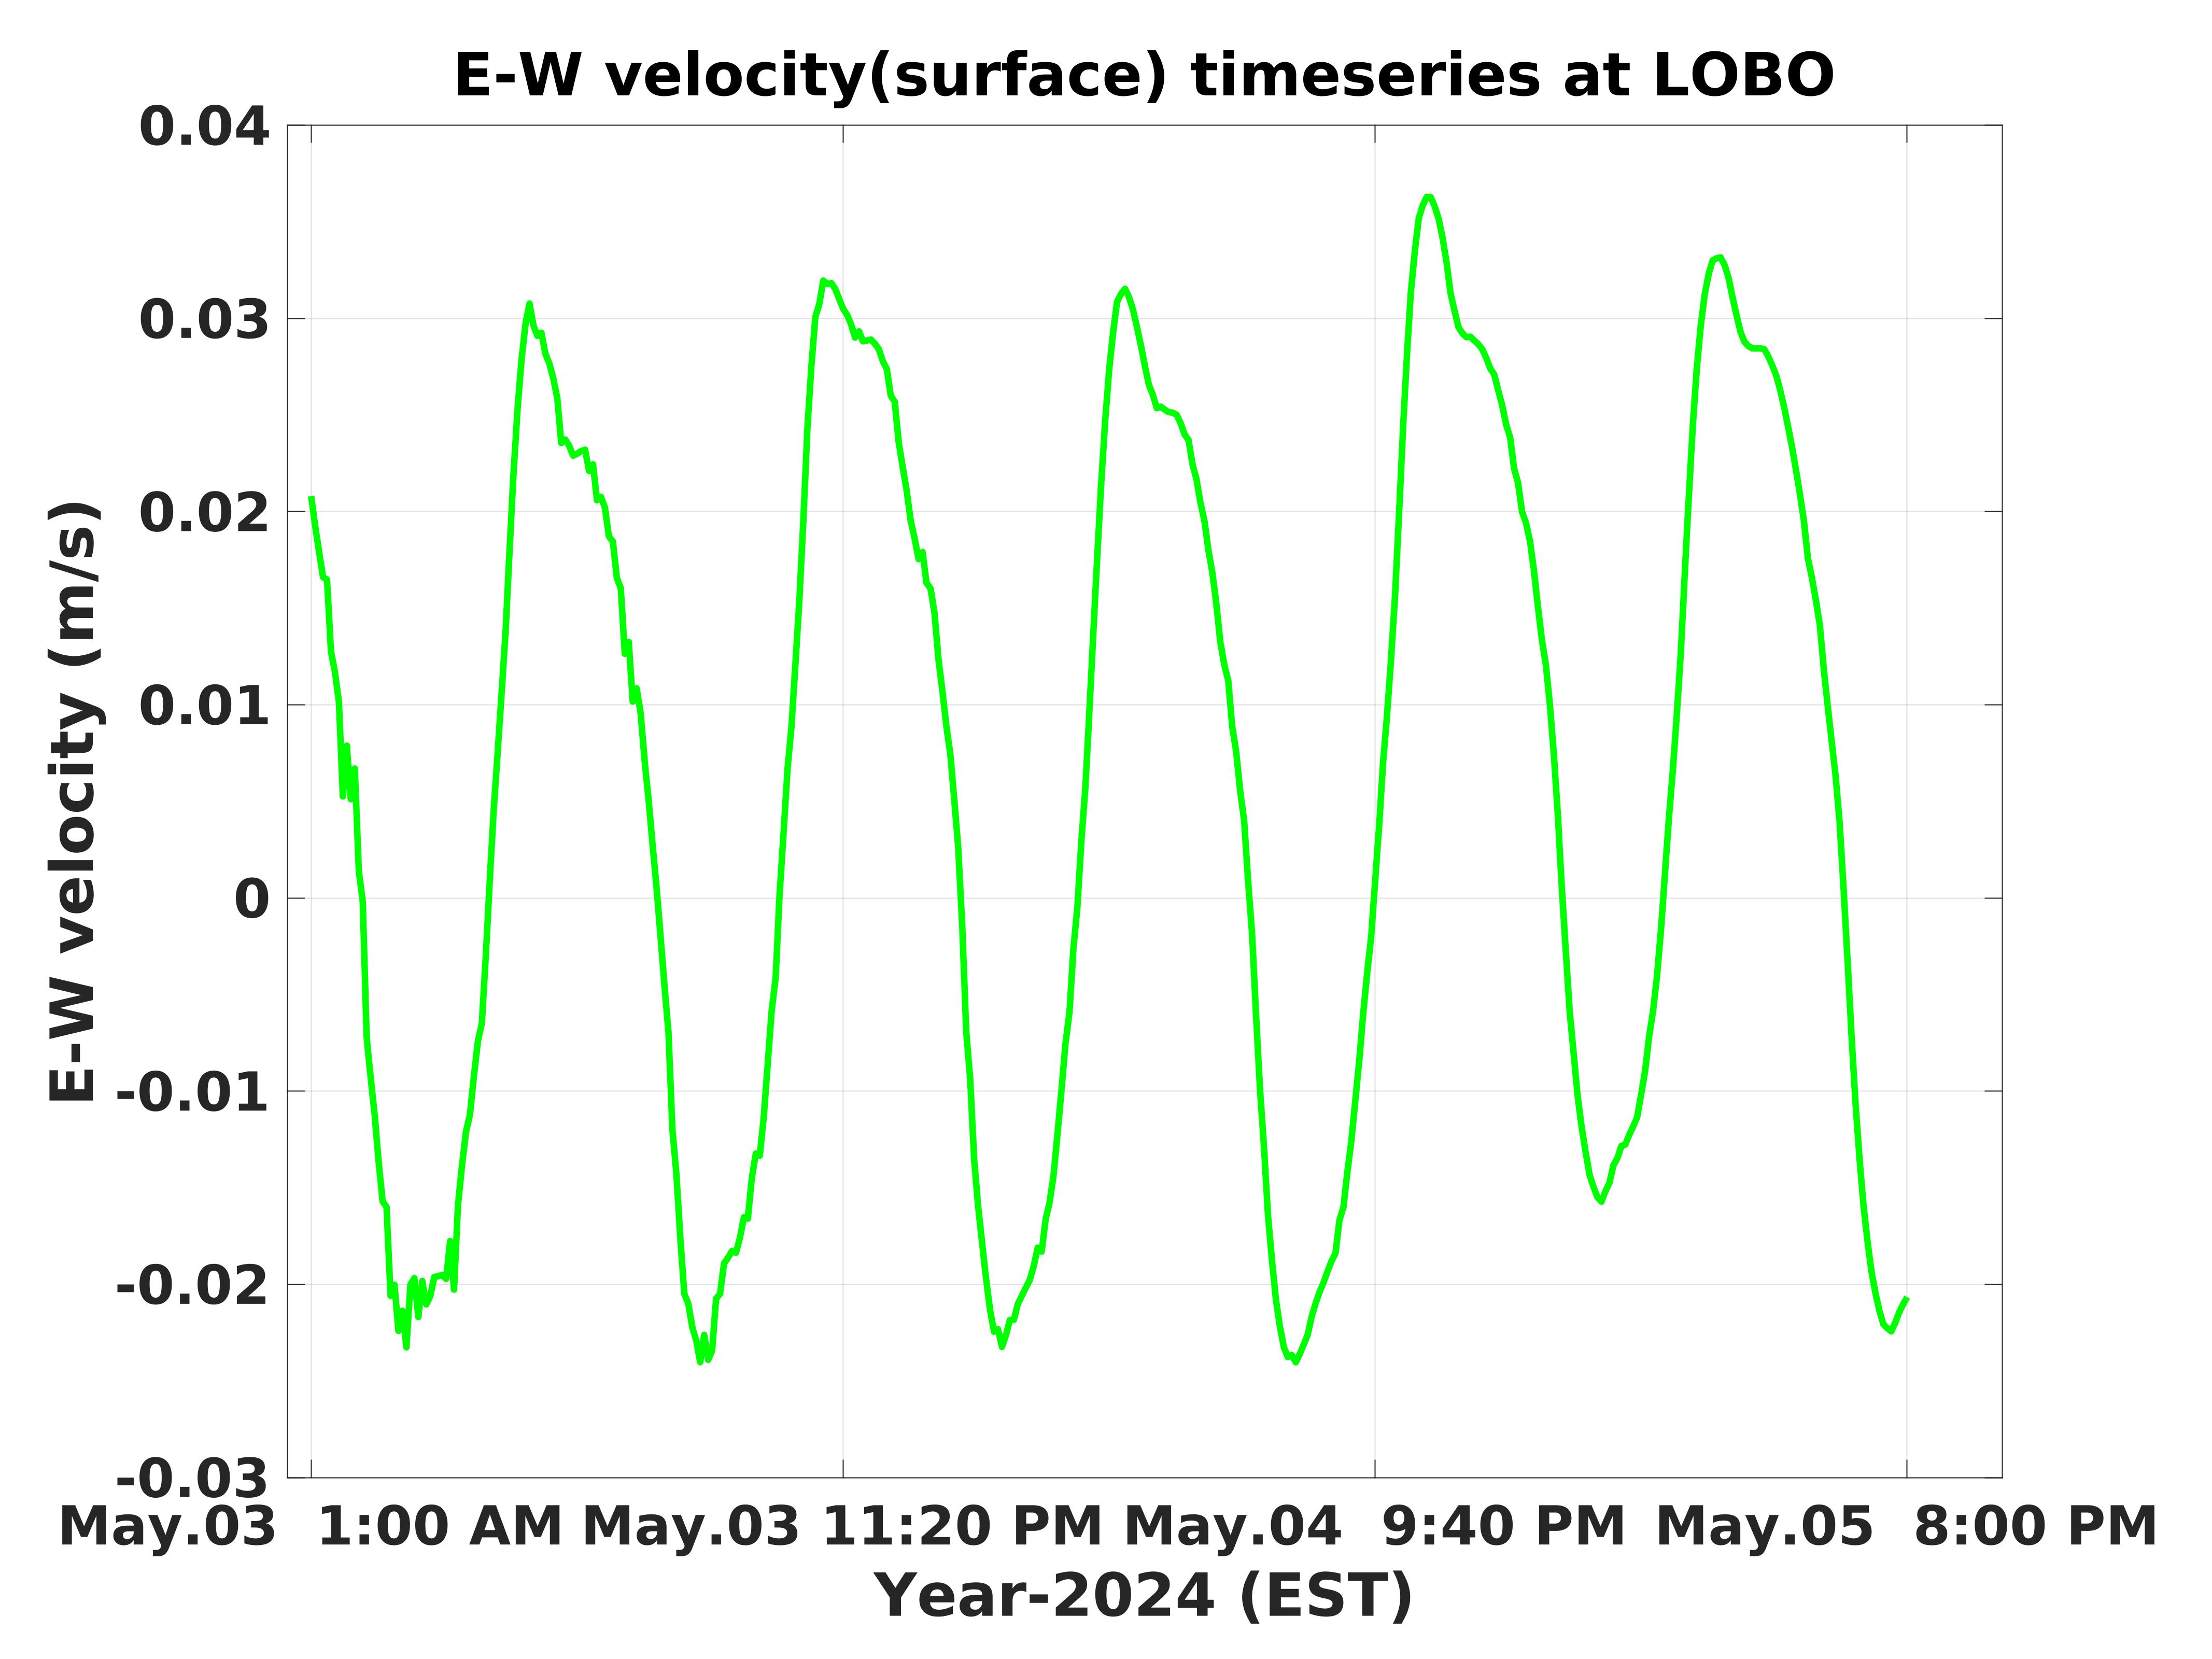 E-W velocity(surface) timeseries at LOBO
0.04
0.03
0.02
0.01
0
-0.01
-0.02
-0.03
E-W velocity (m/s)
May.03 1:00 AM May.03 11:20 PM May.04 9:40 PM May.05 8:00 PM
Year-2024 (EST)